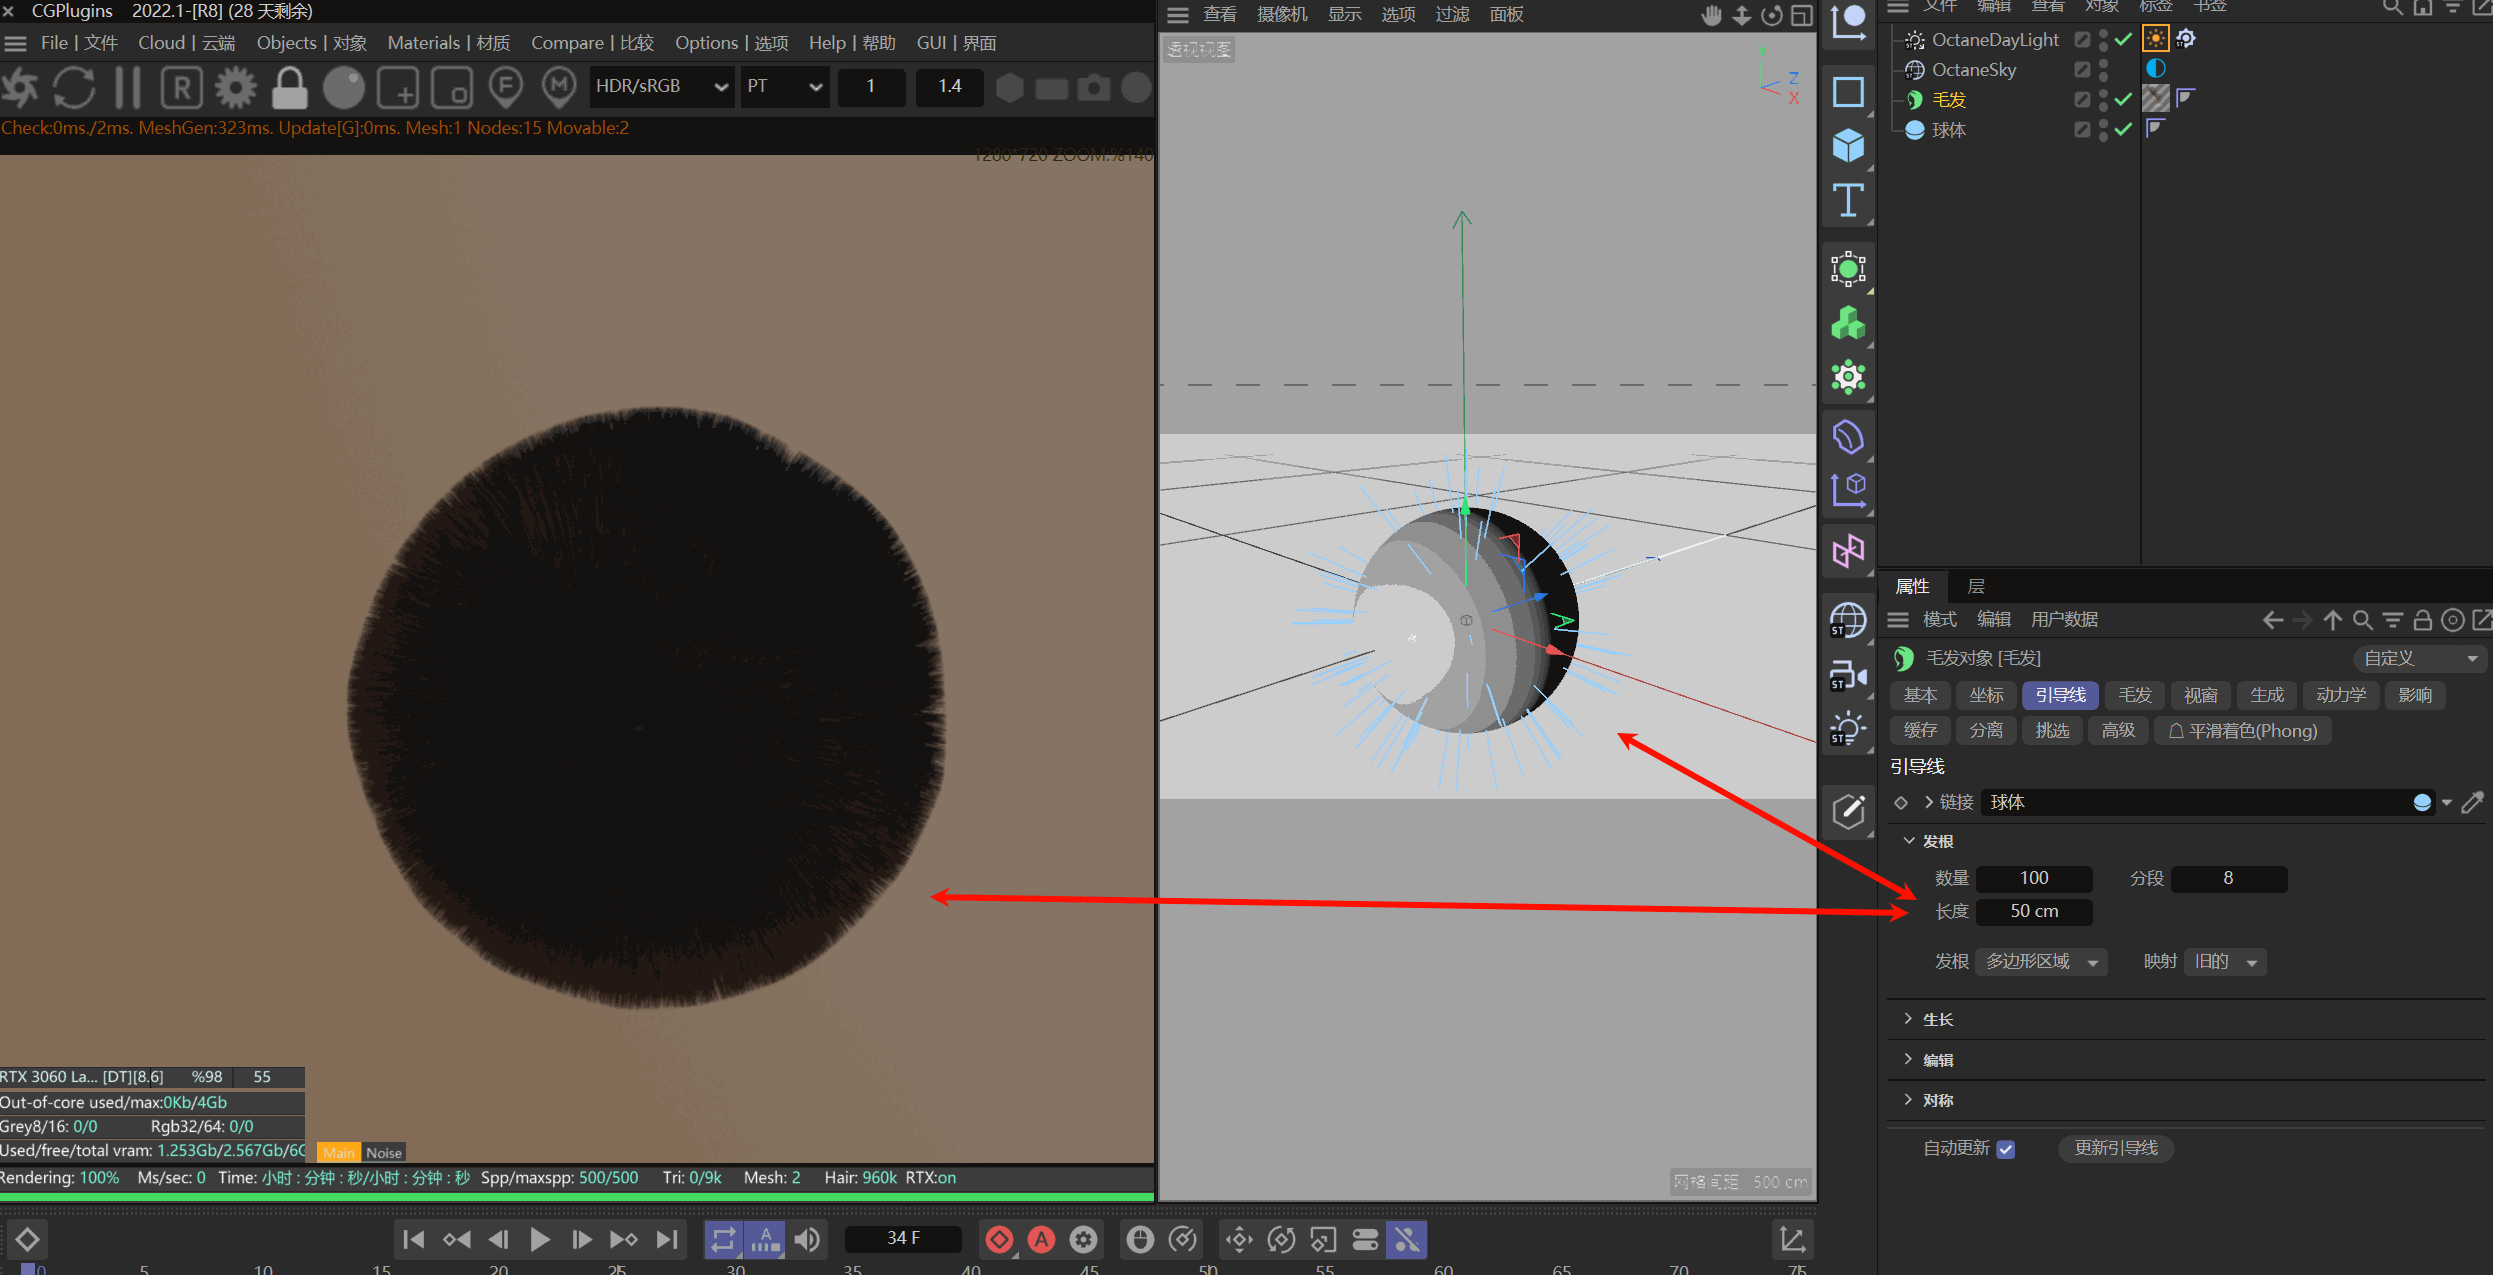 CGPlugins 2022.1-[R8] (28 天剩余)
File | 文件 Cloud | 云端 Objects | 对象 Materials | 材质 Compare | 比较 Options | 选项 Help | 帮助 GUI | 界面
R F M HDR/sRGB PT 1 1.4
Check:0ms./2ms. MeshGen:323ms. Update[G]:0ms. Mesh:1 Nodes:15 Movable:2
1280*720 ZOOM:%140
RTX 3060 La... [DT][8.6] %98 55
Out-of-core used/max:0Kb/4Gb
Grey8/16: 0/0 Rgb32/64: 0/0
Used/free/total vram: 1.253Gb/2.567Gb/6G
Main Noise
Rendering: 100% Ms/sec: 0 Time: 小时 : 分钟 : 秒/小时 : 分钟 : 秒 Spp/maxspp: 500/500 Tri: 0/9k Mesh: 2 Hair: 960k RTX:on
查看 摄像机 显示 选项 过滤 面板
透视视图
Y
Z
X
网格间距 : 500 cm
T
ST
ST
ST
文件 编辑 查看 对象 标签 书签
OctaneDayLight
OctaneSky
毛发
球体
属性 层
模式 编辑 用户数据
毛发对象 [毛发] 自定义
基本 坐标 引导线 毛发 视窗 生成 动力学 影响
缓存 分离 挑选 高级 平滑着色(Phong)
引导线
链接 球体
发根
数量 100 分段 8
长度 50 cm
发根 多边形区域 映射 旧的
生长
编辑
对称
自动更新 更新引导线
A 34 F A
0 5 10 15 20 25 30 35 40 45 50 55 60 65 70 75